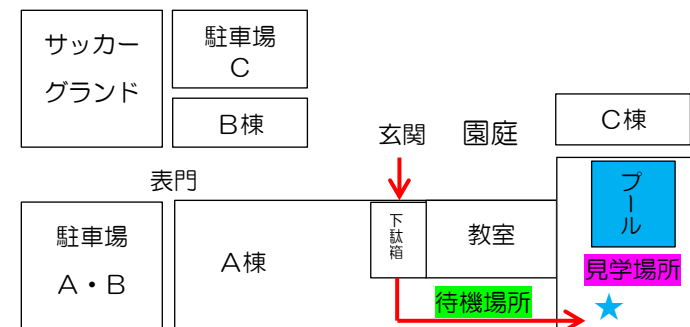 サッカー
グランド
駐車場
C
B棟
玄関
園庭
C棟
表門
駐車場
A・B
A棟
下駄箱
教室
プール
見学場所
待機場所